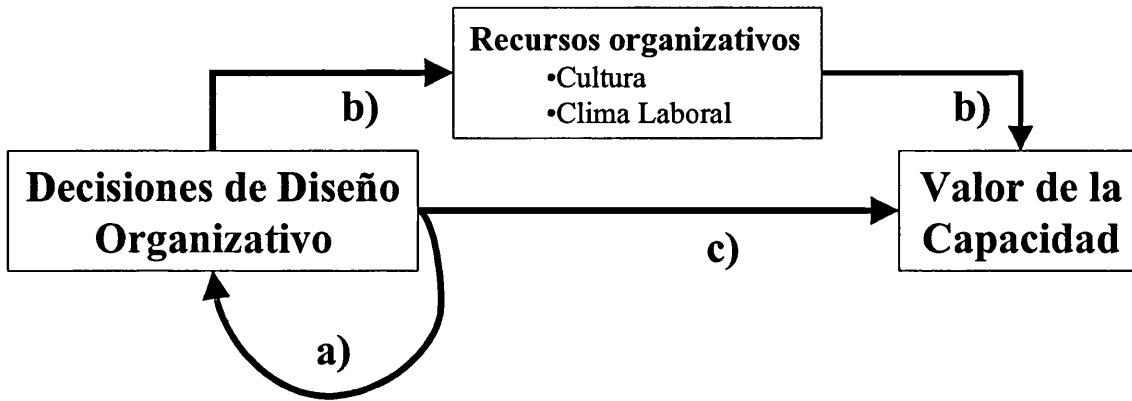 Recursos organizativos
•Cultura
•Clima Laboral
b)
b)
Decisiones de Diseño
Organizativo
Valor de la
Capacidad
c)
a)